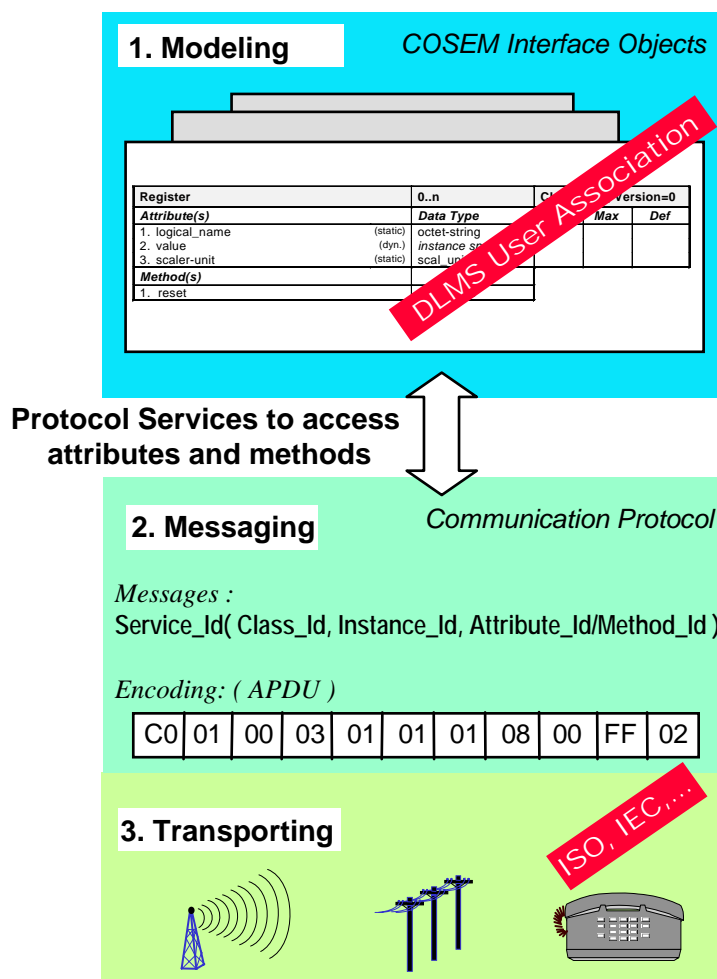 1. Modeling
COSEM Interface Objects
DLMS User Association
Register 0..n Version=0
Attribute(s) Data Type Max Def
1. logical_name (static) octet-string
2. value (dyn.) instance
3. scaler-unit (static)
Method(s)
1. reset
Protocol Services to access
attributes and methods
2. Messaging
Communication Protocol
Messages :
Service_Id( Class_Id, Instance_Id, Attribute_Id/Method_Id )
Encoding: ( APDU )
C0 01 00 03 01 01 01 08 00 FF 02
3. Transporting
ISO, IEC,...